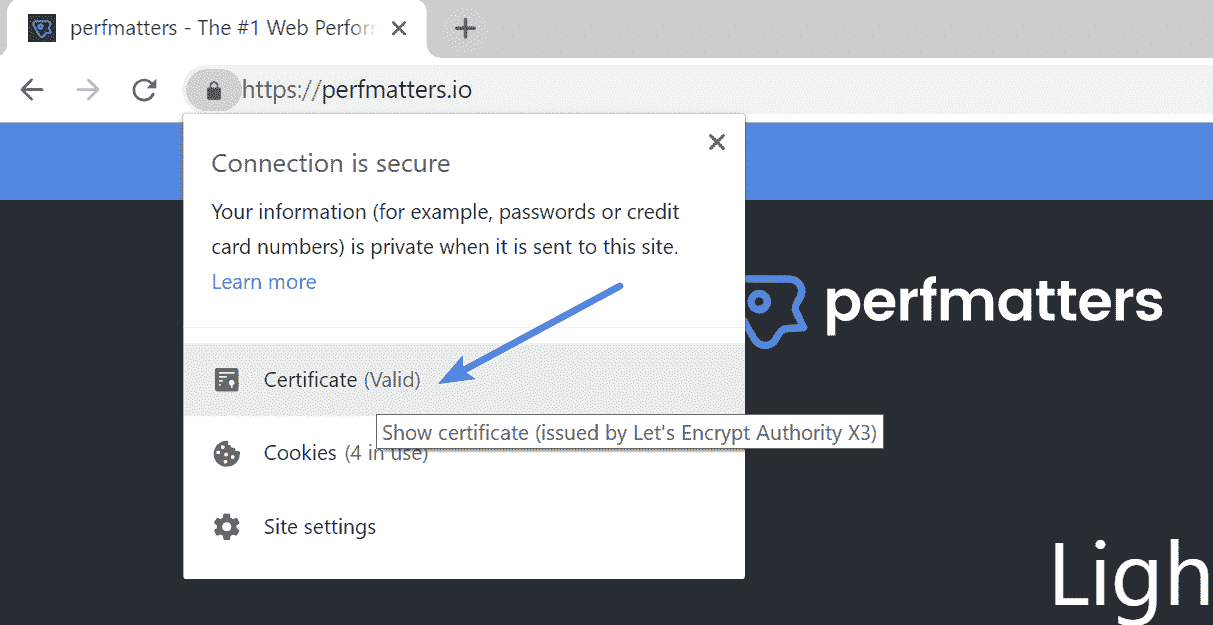 perfmatters - The #1 Web Perform
https://perfmatters.io
Connection is secure
Your information (for example, passwords or credit
card numbers) is private when it is sent to this site.
Learn more
perfmatters
Certificate (Valid)
Show certificate (issued by Let's Encrypt Authority X3)
Cookies (4 in use)
Site settings
Ligh